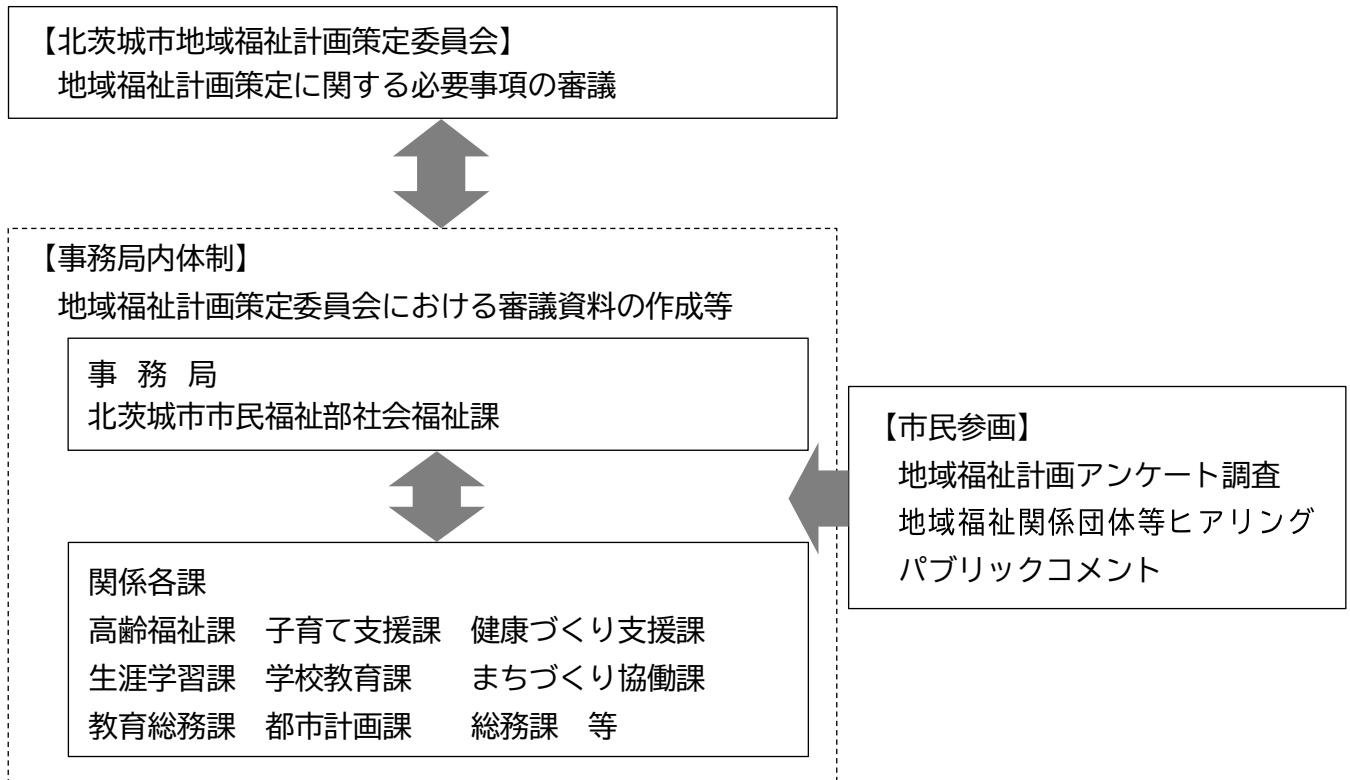 【北茨城市地域福祉計画策定委員会】
地域福祉計画策定に関する必要事項の審議
【事務局内体制】
地域福祉計画策定委員会における審議資料の作成等
事 務 局
北茨城市市民福祉部社会福祉課
関係各課
高齢福祉課　子育て支援課　健康づくり支援課
生涯学習課　学校教育課　まちづくり協働課
教育総務課　都市計画課　総務課　等
【市民参画】
地域福祉計画アンケート調査
地域福祉関係団体等ヒアリング
パブリックコメント